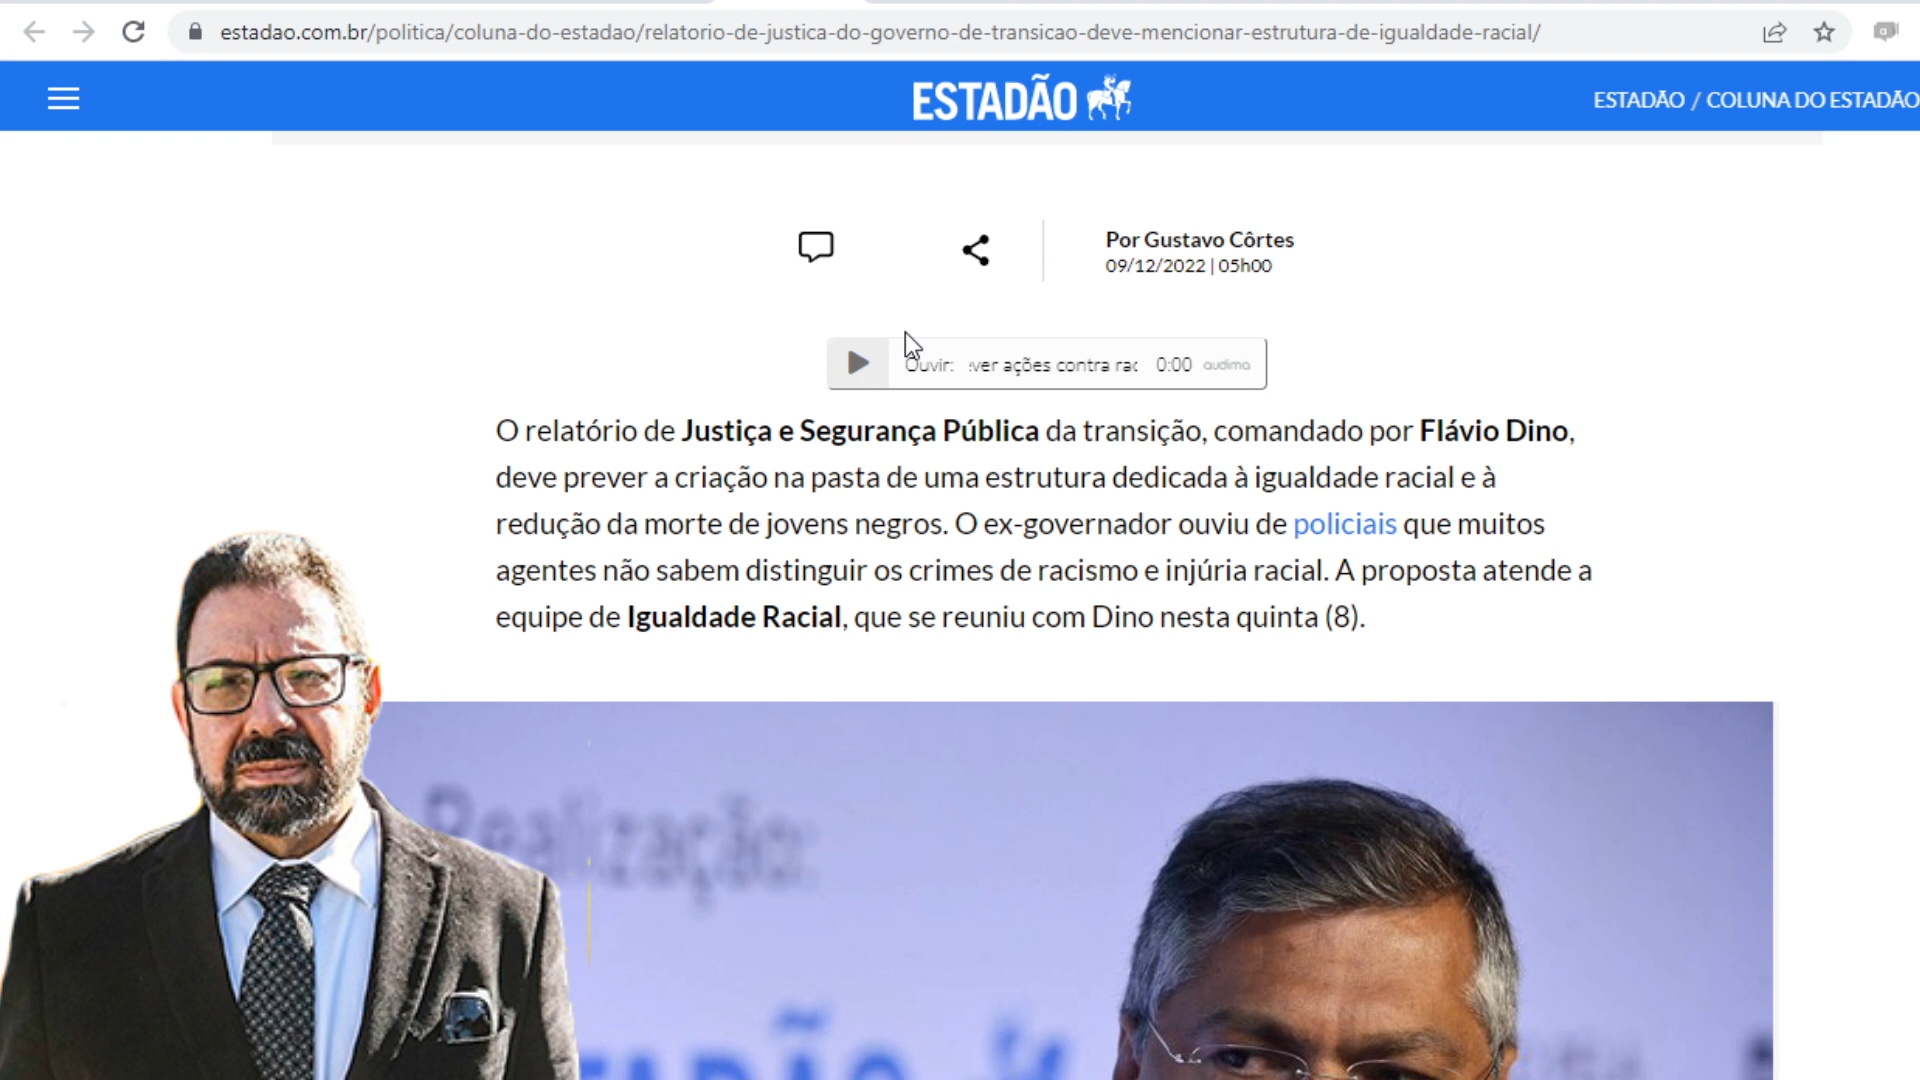 estadao.com.br/politica/coluna-do-estadao/relatorio-de-justica-do-governo-de-transicao-deve-mencionar-estrutura-de-igualdade-racial/
ESTADÃO
ESTADÃO / COLUNA DO ESTADÃO
Por Gustavo Côrtes
09/12/2022 | 05h00
Ouvir: ver ações contra rac 0:00 audima
O relatório de Justiça e Segurança Pública da transição, comandado por Flávio Dino,
deve prever a criação na pasta de uma estrutura dedicada à igualdade racial e à
redução da morte de jovens negros. O ex-governador ouviu de policiais que muitos
agentes não sabem distinguir os crimes de racismo e injúria racial. A proposta atende a
equipe de Igualdade Racial, que se reuniu com Dino nesta quinta (8).
Realização:
TADÃO